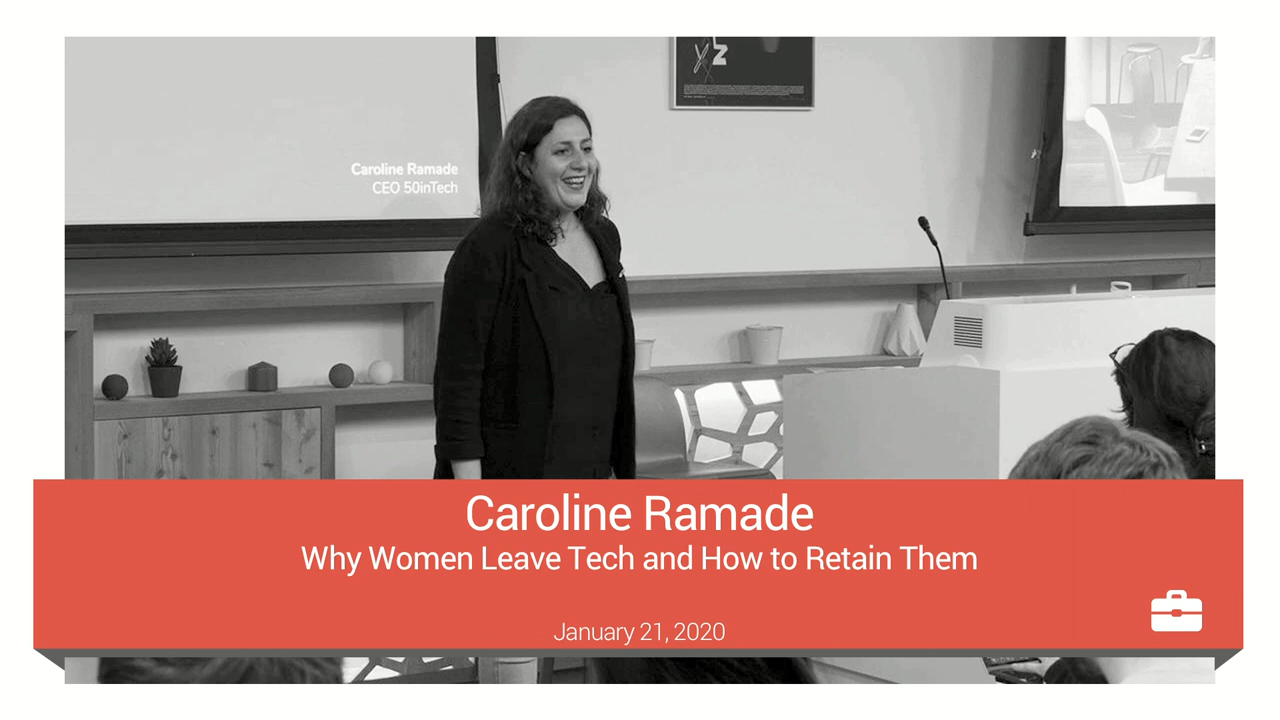 Caroline Ramade
CEO 50inTech
Caroline Ramade
Why Women Leave Tech and How to Retain Them
January 21, 2020